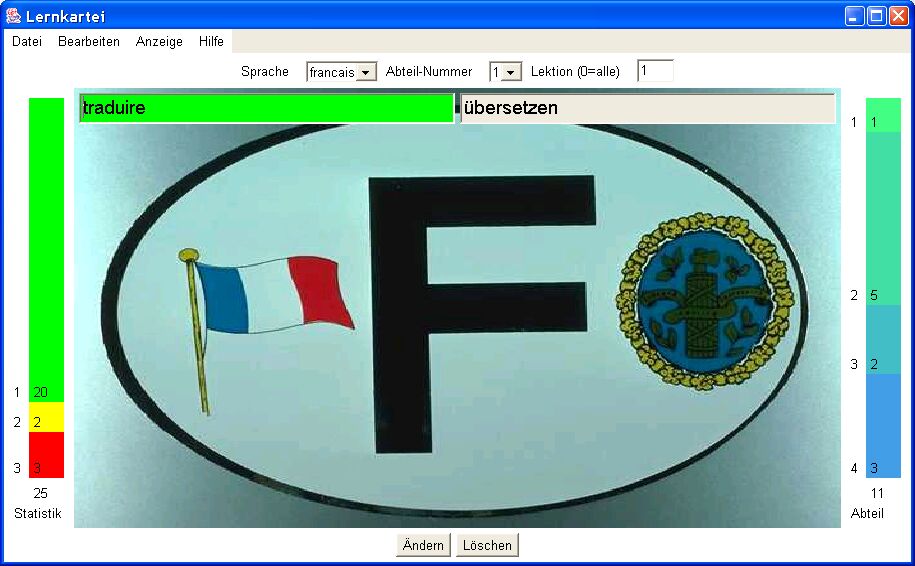 Lernkartei
Datei Bearbeiten Anzeige Hilfe
Sprache francais Abteil-Nummer 1 Lektion (0=alle) 1
traduire übersetzen
F
1 20
2 2
3 3
25
Statistik
1 1
2 5
3 2
4 3
11
Abteil
Ändern Löschen